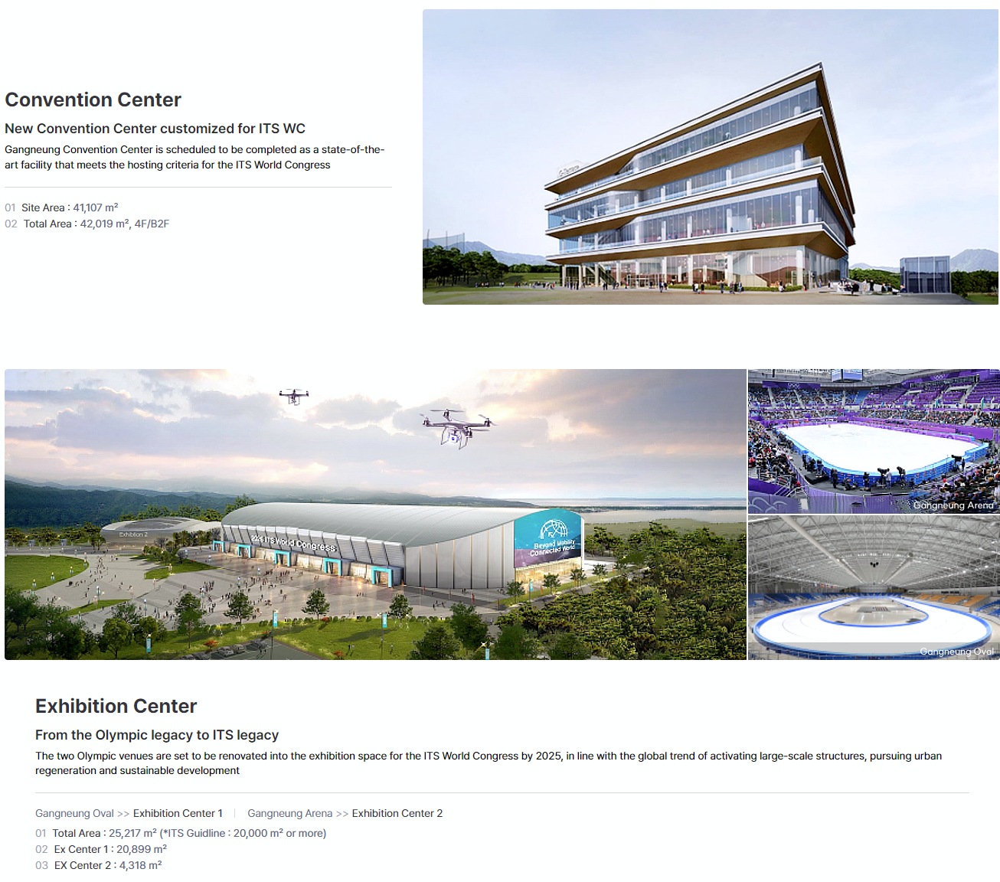 Convention Center
New Convention Center customized for ITS WC
Gangneung Convention Center is scheduled to be completed as a state-of-the-
art facility that meets the hosting criteria for the ITS World Congress
01 Site Area : 41,107 m²
02 Total Area : 42,019 m², 4F/B2F
Exhibition 2
2026 ITS World Congress
Beyond Mobility
Connected World
Gangneung Arena
Gangneung Oval
Exhibition Center
From the Olympic legacy to ITS legacy
The two Olympic venues are set to be renovated into the exhibition space for the ITS World Congress by 2025, in line with the global trend of activating large-scale structures, pursuing urban
regeneration and sustainable development
Gangneung Oval >> Exhibition Center 1 | Gangneung Arena >> Exhibition Center 2
01 Total Area : 25,217 m² (*ITS Guidline : 20,000 m² or more)
02 Ex Center 1 : 20,899 m²
03 EX Center 2 : 4,318 m²